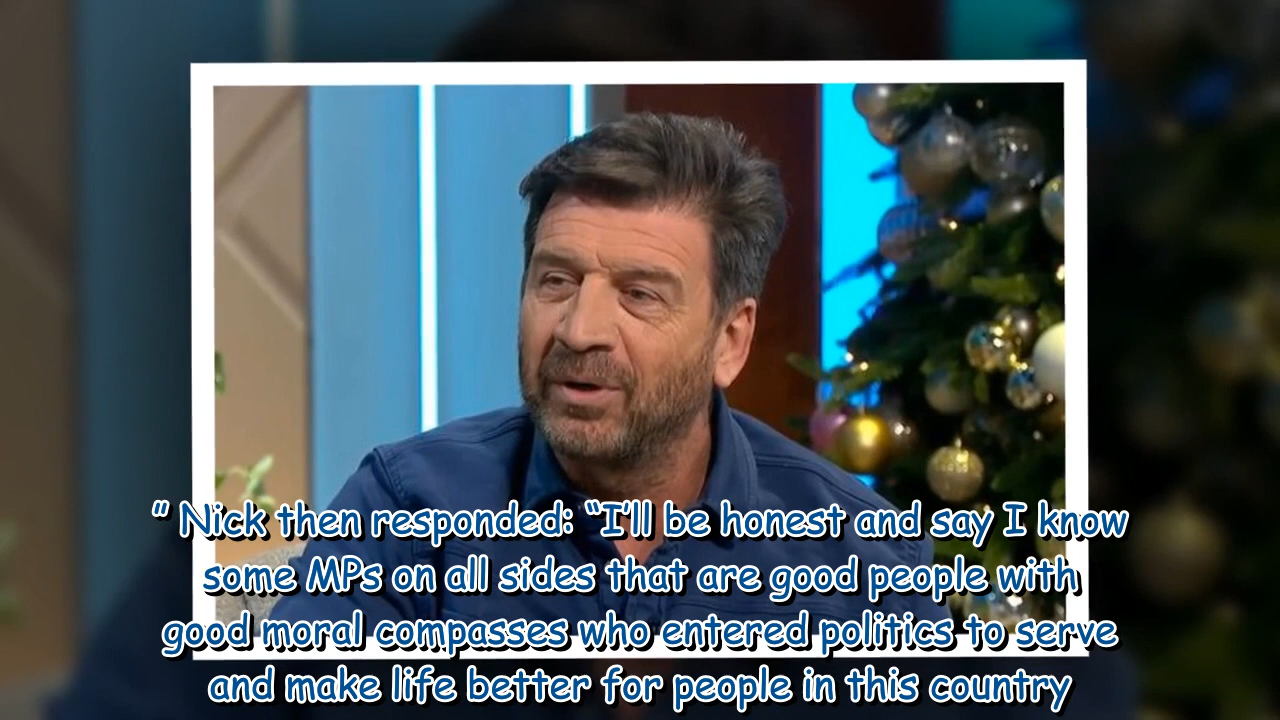 ” Nick then responded: “I’ll be honest and say I know
some MPs on all sides that are good people with
good moral compasses who entered politics to serve
and make life better for people in this country